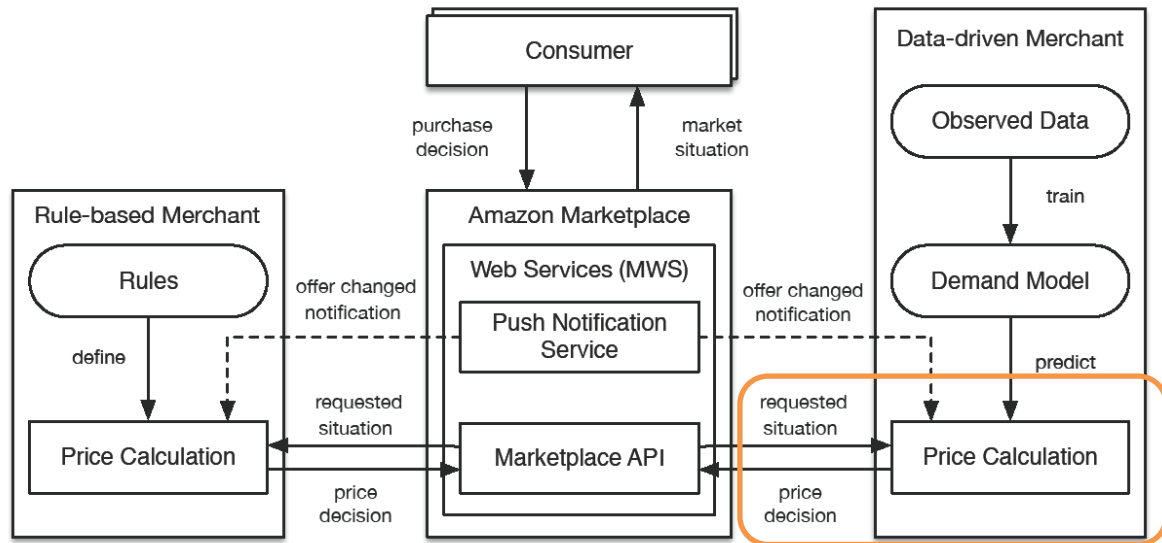 Consumer
Data-driven Merchant
Observed Data
purchase
decision
market
situation
train
Rule-based Merchant
Amazon Marketplace
Rules
Web Services (MWS)
Demand Model
offer changed
notification
offer changed
notification
Push Notification
Service
define
predict
requested
situation
requested
situation
Price Calculation
Marketplace API
Price Calculation
price
decision
price
decision